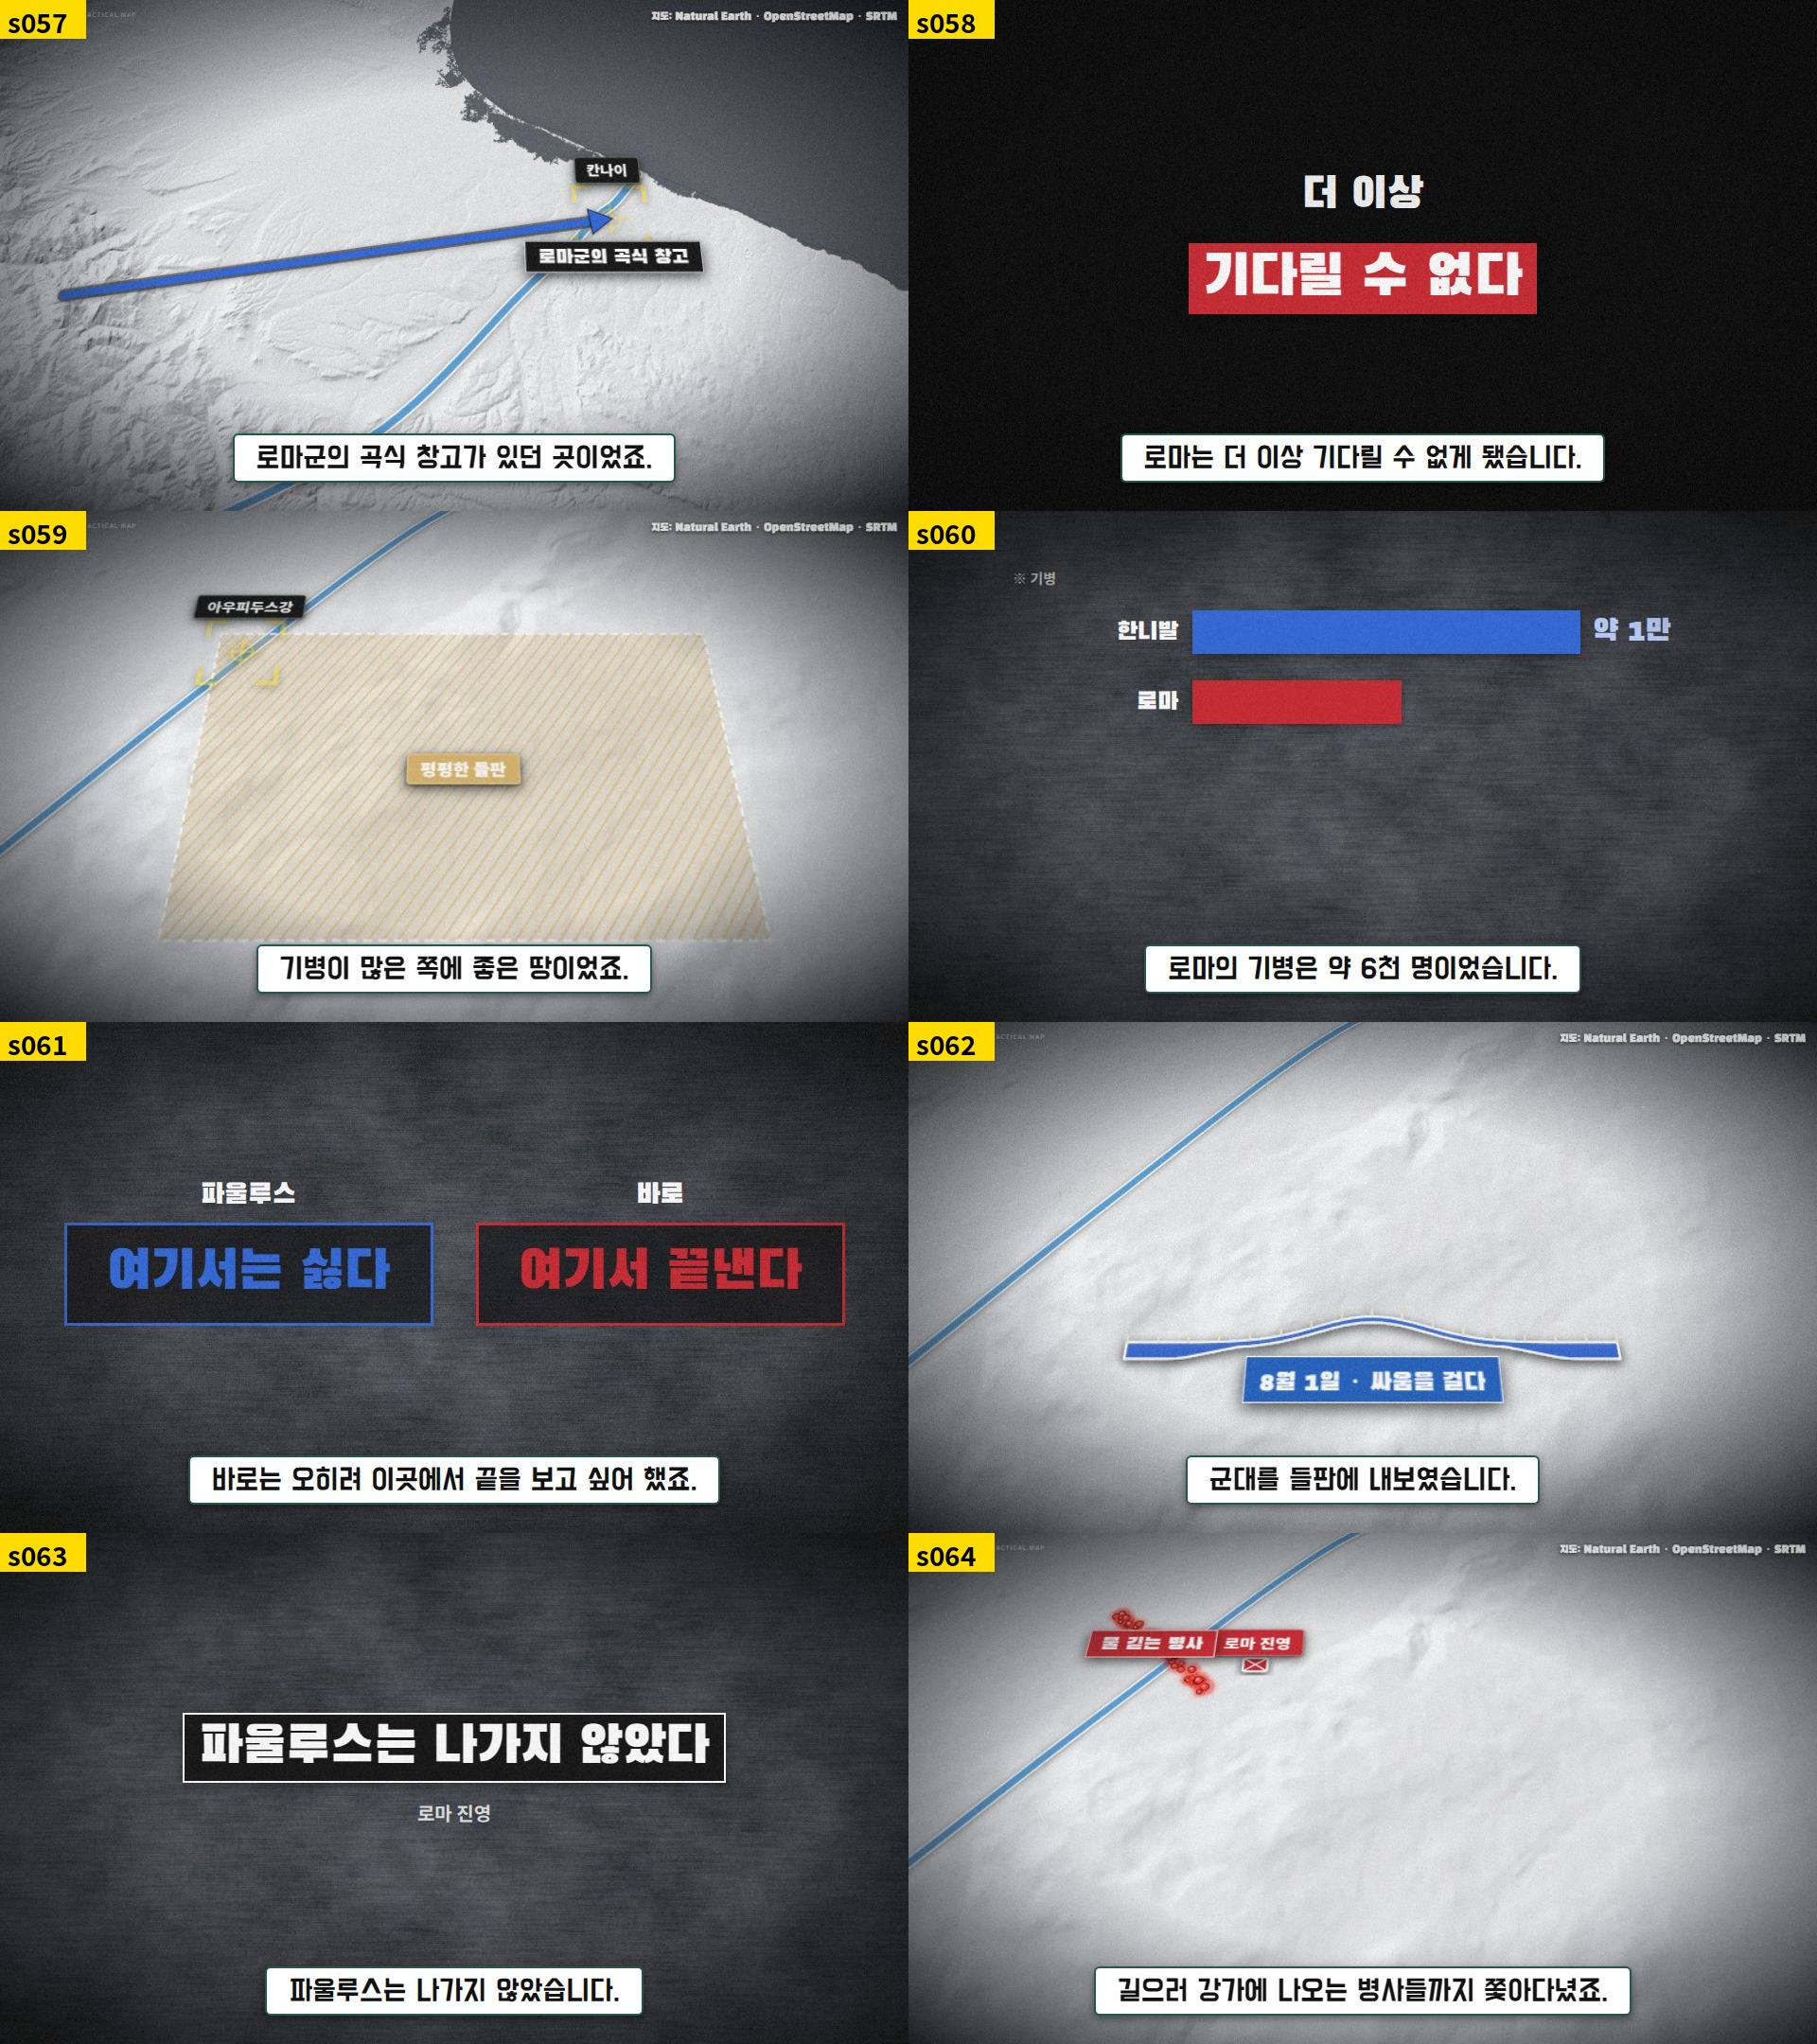 s057
ACTICAL MAP
지도: Natural Earth · OpenStreetMap · SRTM
칸나이
로마군의 곡식 창고
로마군의 곡식 창고가 있던 곳이었죠.
s058
더 이상
기다릴 수 없다
로마는 더 이상 기다릴 수 없게 됐습니다.
s059
ACTICAL MAP
지도: Natural Earth · OpenStreetMap · SRTM
아우피두스강
평평한 들판
기병이 많은 쪽에 좋은 땅이었죠.
s060
※ 기병
한니발
약 1만
로마
로마의 기병은 약 6천 명이었습니다.
s061
파울루스
바로
여기서는 싫다
여기서 끝낸다
바로는 오히려 이곳에서 끝을 보고 싶어 했죠.
s062
ACTICAL MAP
지도: Natural Earth · OpenStreetMap · SRTM
8월 1일 · 싸움을 걸다
군대를 들판에 내보였습니다.
s063
파울루스는 나가지 않았다
로마 진영
파울루스는 나가지 않았습니다.
s064
ACTICAL MAP
지도: Natural Earth · OpenStreetMap · SRTM
물 긷는 병사
로마 진영
길으러 강가에 나오는 병사들까지 쫓아다녔죠.